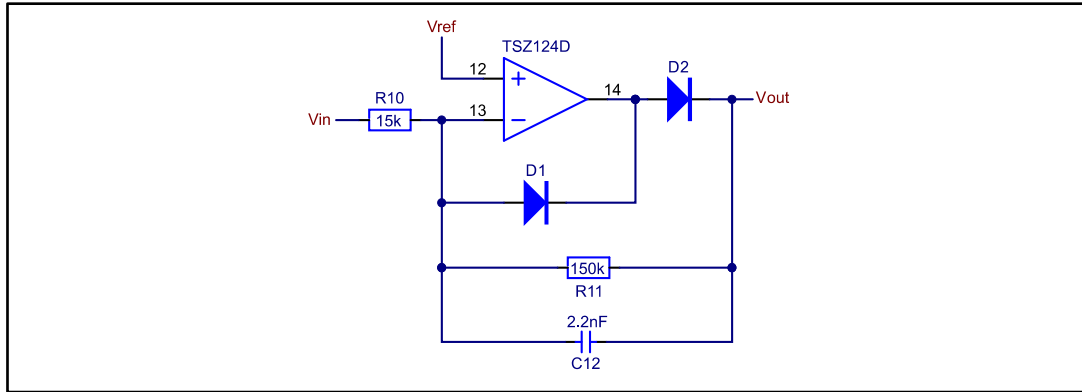 Vref
TSZ124D
12
+
D2
14
Vout
R10
Vin
15k
13
−
D1
150k
R11
2.2nF
C12